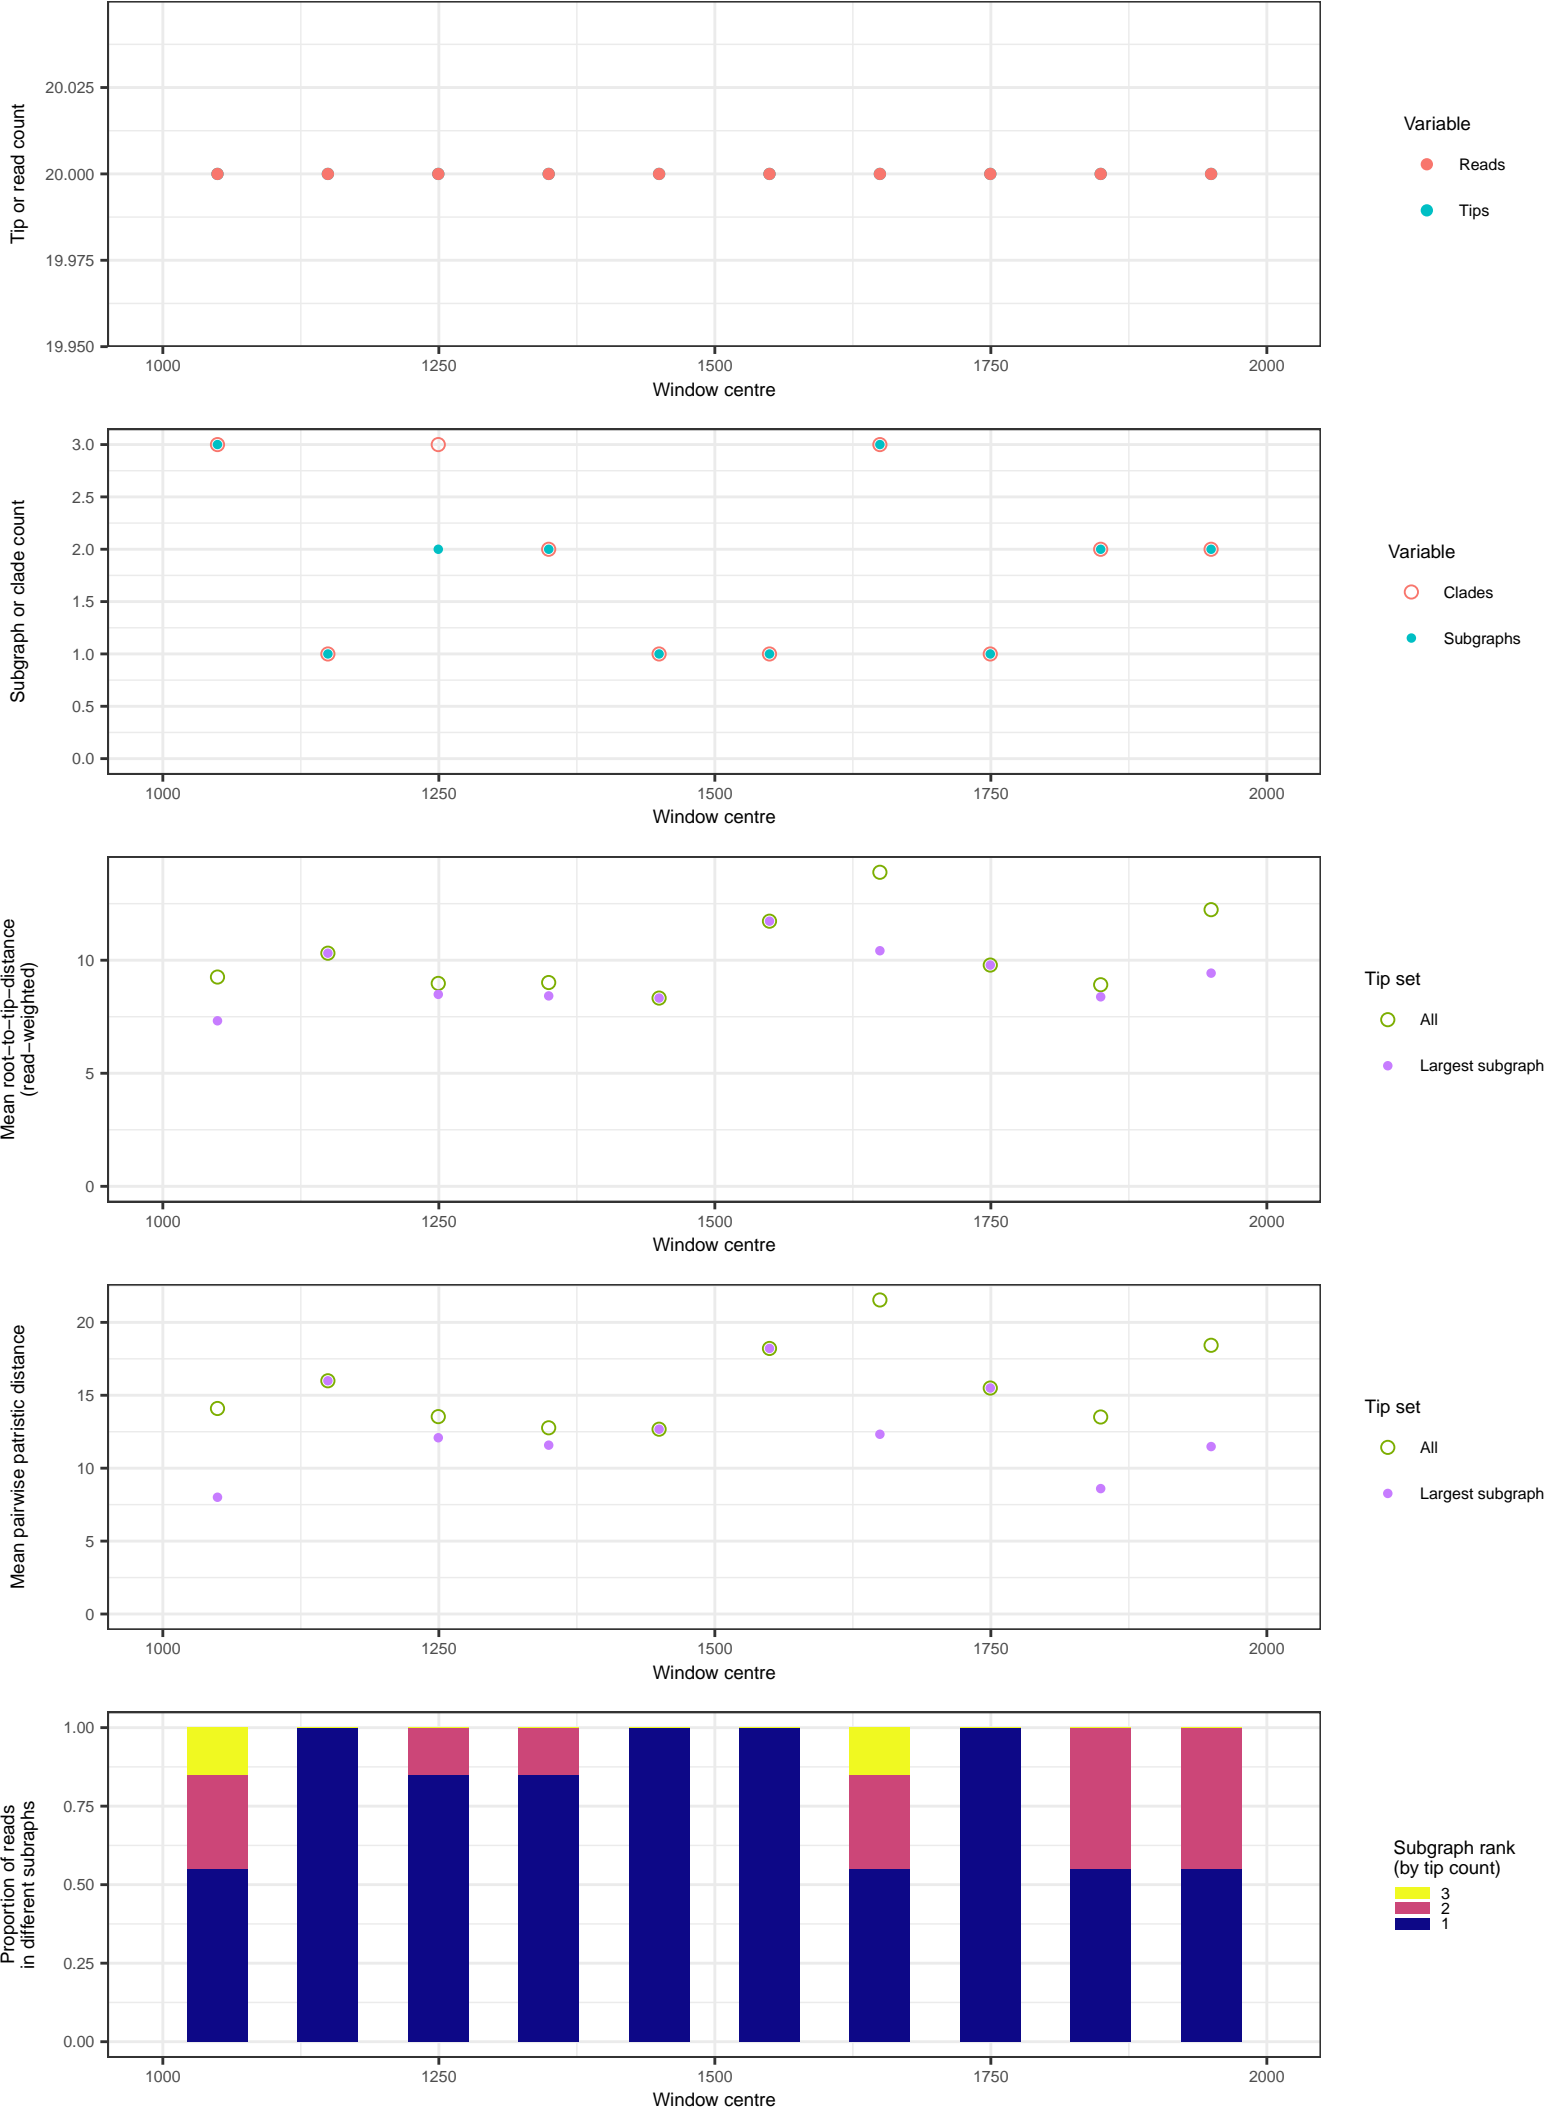 Tip or read count
20.025
20.000
19.975
19.950
1000 1250 1500 1750 2000
Window centre
Variable
Reads
Tips
Subgraph or clade count
3.0
2.5
2.0
1.5
1.0
0.5
0.0
1000 1250 1500 1750 2000
Window centre
Variable
Clades
Subgraphs
Mean root−to−tip−distance
(read−weighted)
10
5
0
1000 1250 1500 1750 2000
Window centre
Tip set
All
Largest subgraph
Mean pairwise patristic distance
20
15
10
5
0
1000 1250 1500 1750 2000
Window centre
Tip set
All
Largest subgraph
Proportion of reads
in different subraphs
1.00
0.75
0.50
0.25
0.00
1000 1250 1500 1750 2000
Window centre
Subgraph rank
(by tip count)
3
2
1